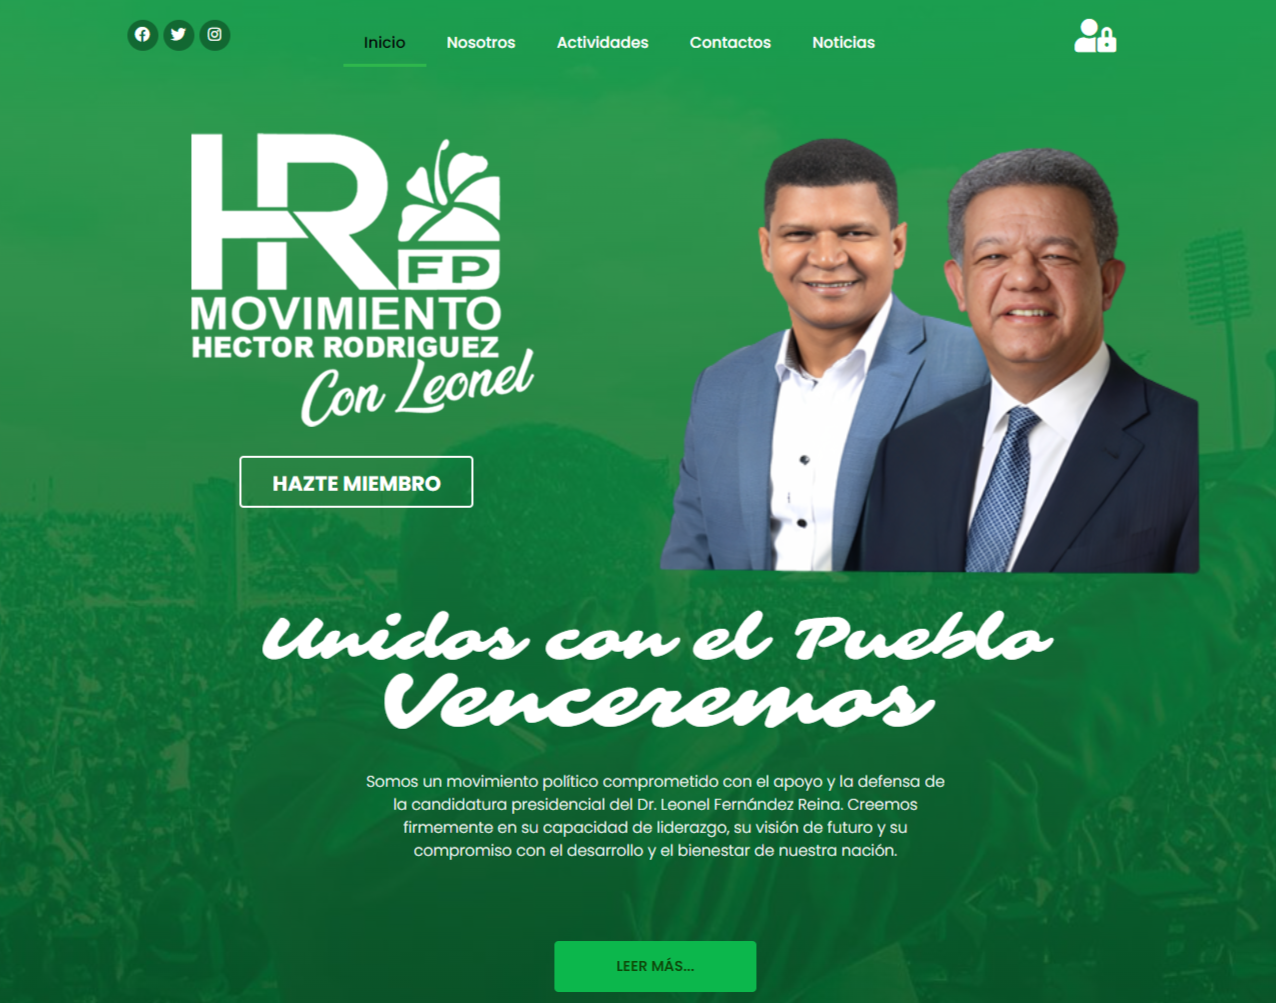 Inicio
Nosotros
Actividades
Contactos
Noticias
HR
FP
MOVIMIENTO
HECTOR RODRIGUEZ
Con Leonel
HAZTE MIEMBRO
Unidos con el Pueblo
Venceremos
Somos un movimiento político comprometido con el apoyo y la defensa de
la candidatura presidencial del Dr. Leonel Fernández Reina. Creemos
firmemente en su capacidad de liderazgo, su visión de futuro y su
compromiso con el desarrollo y el bienestar de nuestra nación.
LEER MÁS...